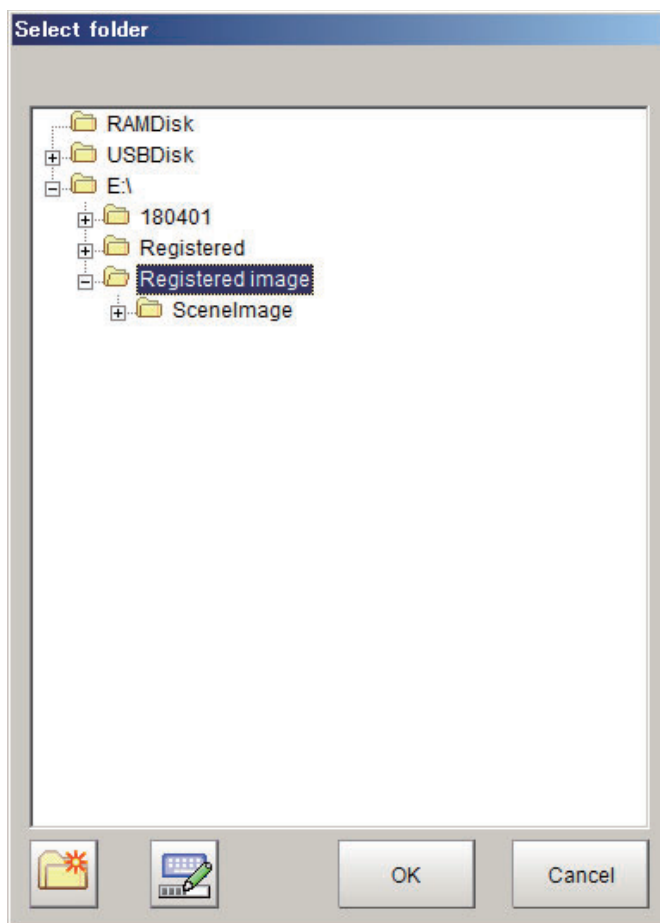 Select folder
RAMDisk
USBDisk
E:\
180401
Registered
Registered image
SceneImage
OK
Cancel